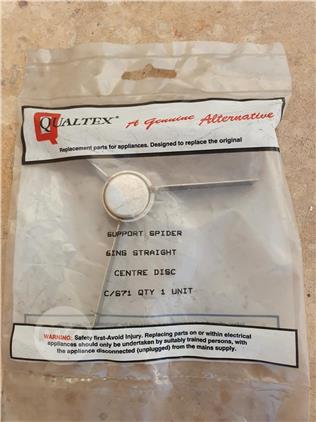 QUALTEX® A Genuine Alternative
Replacement parts for appliances. Designed to replace the original
SUPPORT SPIDER
6INS STRAIGHT
CENTRE DISC
C/671 QTY 1 UNIT
WARNING: Safety first-Avoid Injury. Replacing parts on or within electrical
appliances should only be undertaken by suitably trained persons, with
the appliance disconnected (unplugged) from the mains supply.